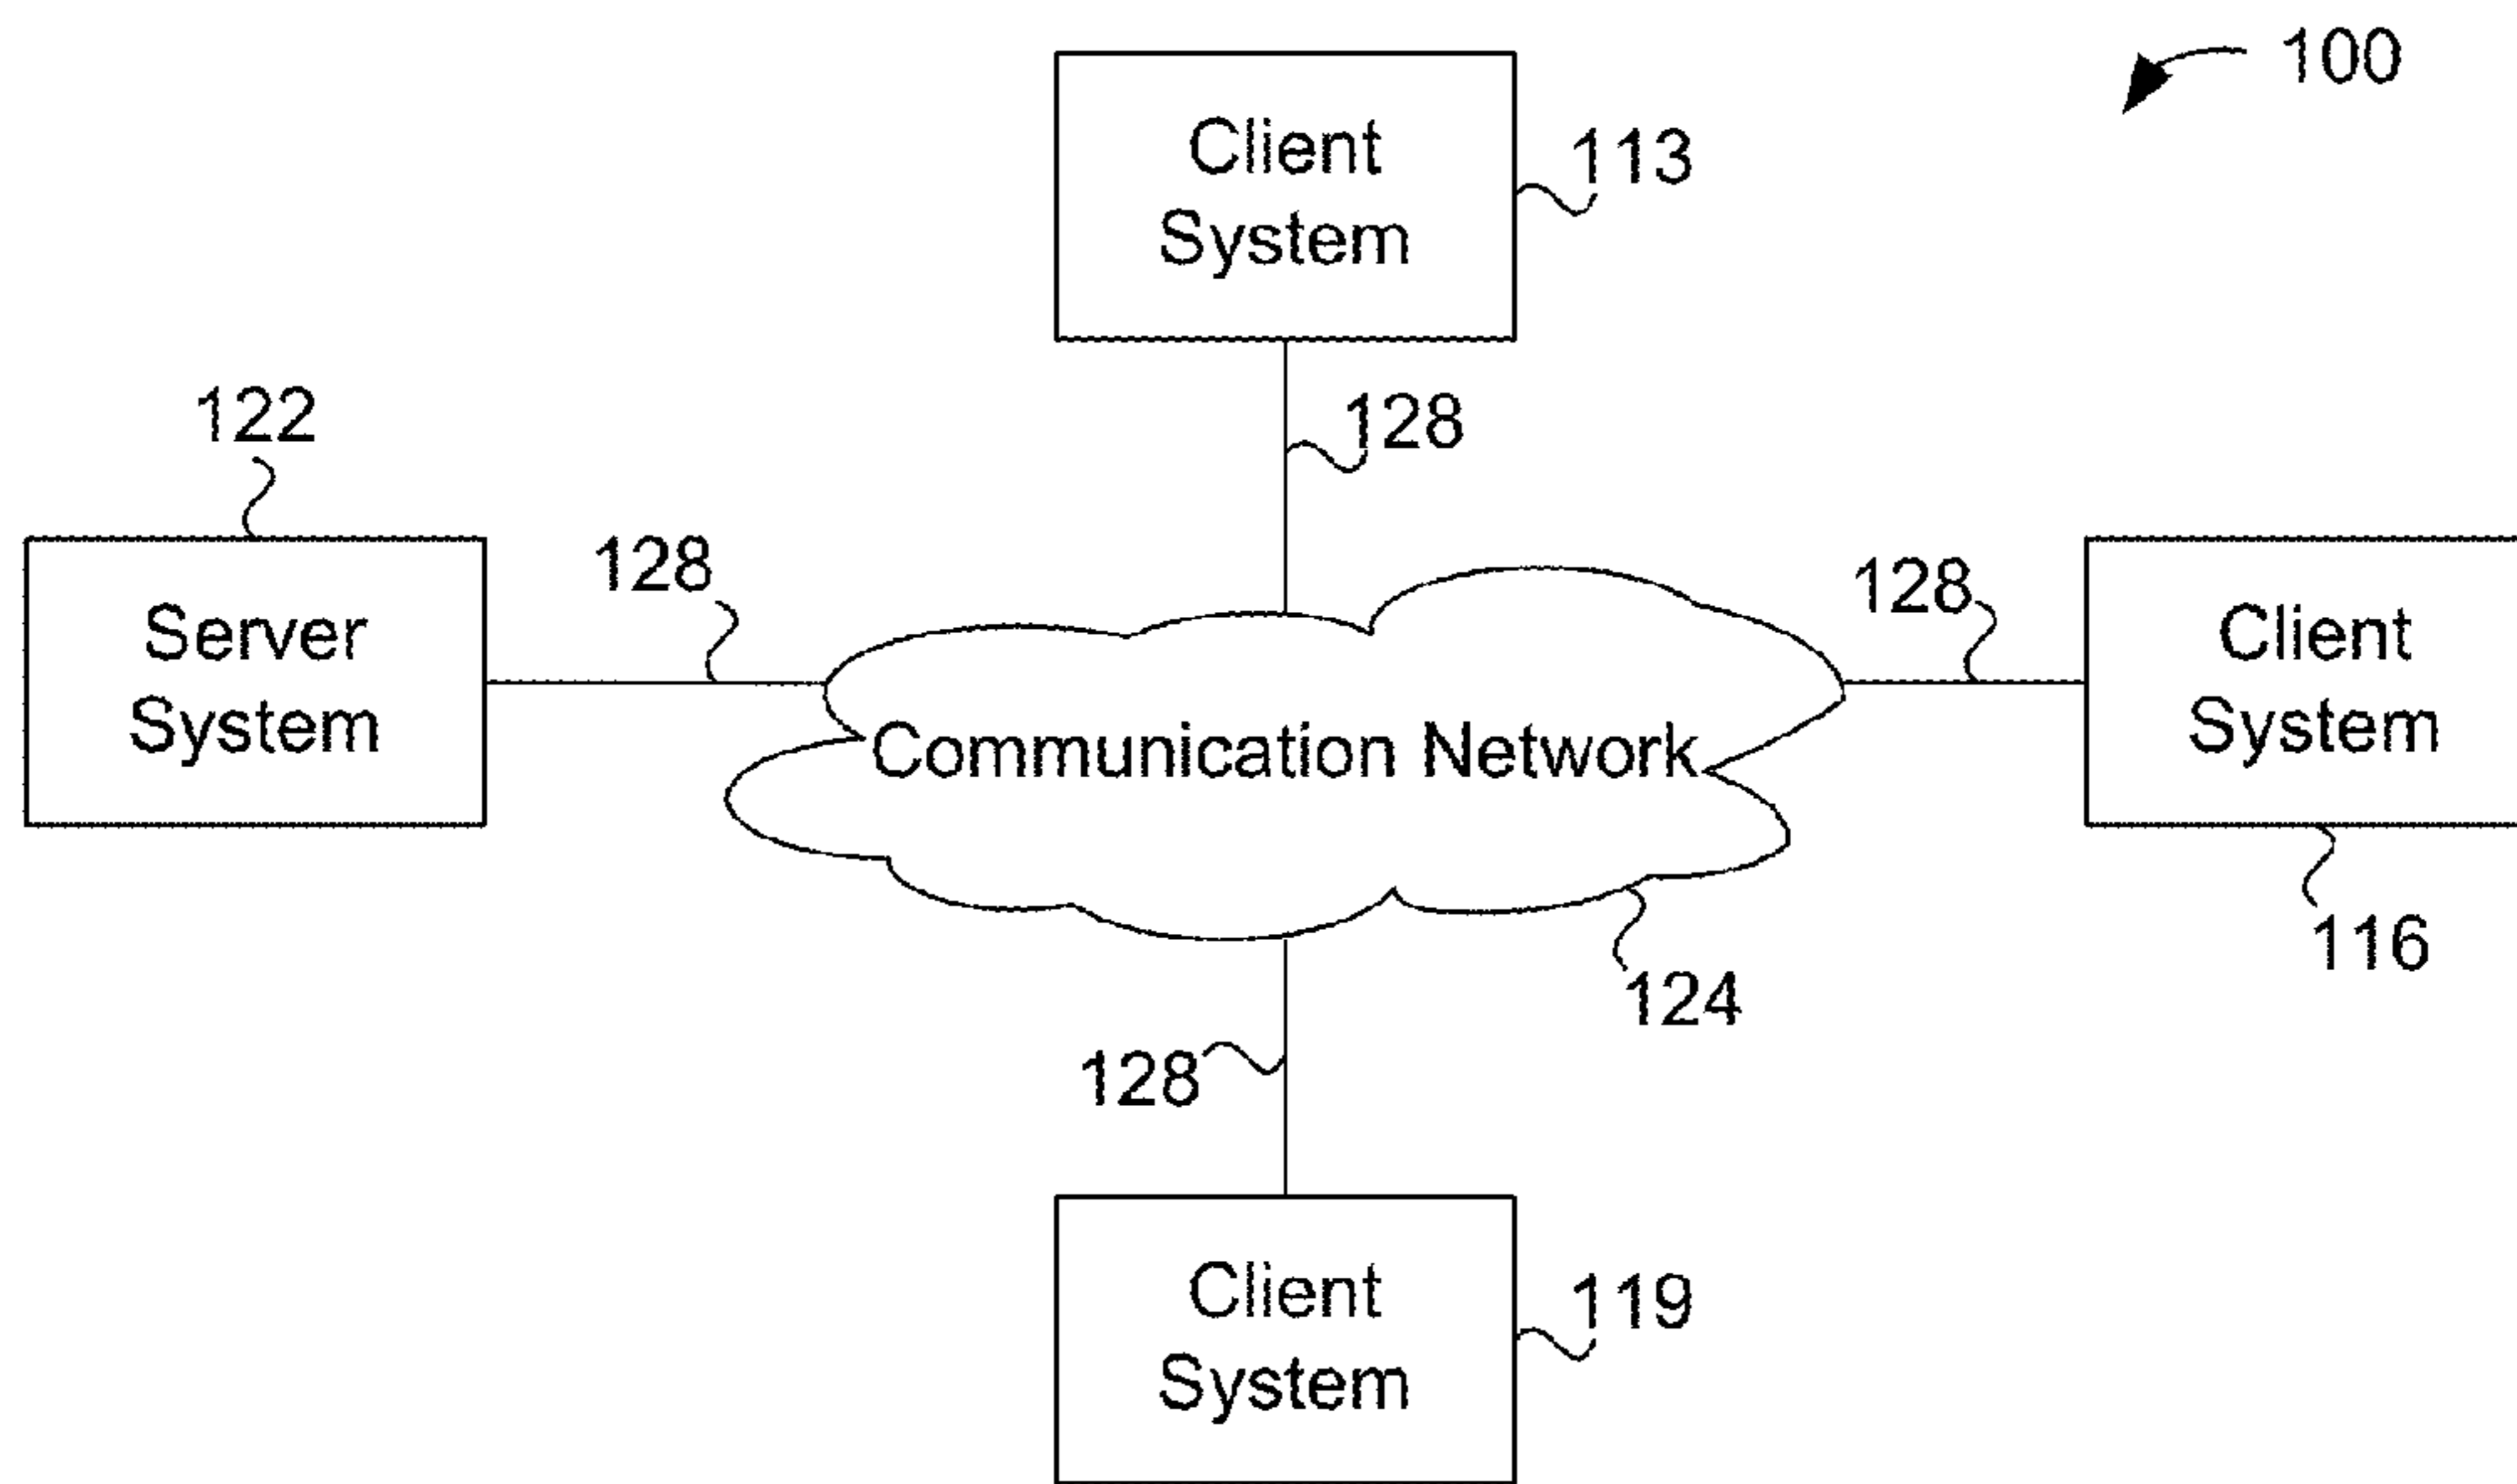 100
Client
System
113
122
128
128
128
Server
System
Client
System
Communication Network
116
124
128
Client
System
119